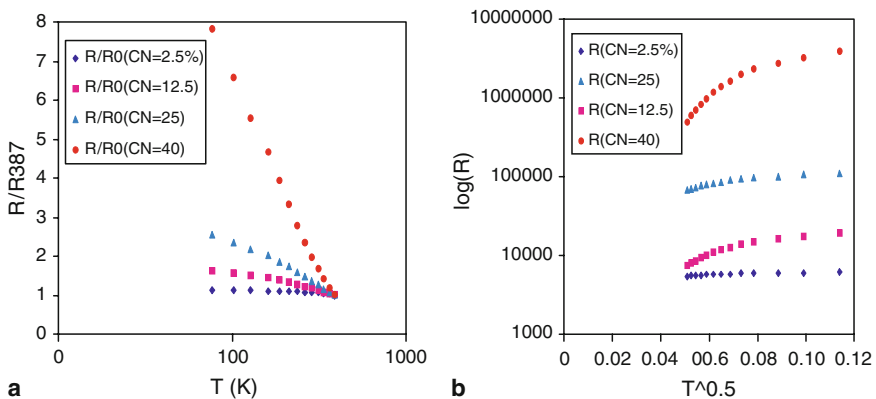 8
7
6
5
4
3
2
1
0
R/R387
R/R0(CN=2.5%)
R/R0(CN=12.5)
R/R0(CN=25)
R/R0(CN=40)
0 100 1000
T (K)
a
10000000
1000000
100000
10000
1000
log(R)
R(CN=2.5%)
R(CN=25)
R(CN=12.5)
R(CN=40)
0 0.02 0.04 00.6 0.08 0.10 0.12
T^0.5
b